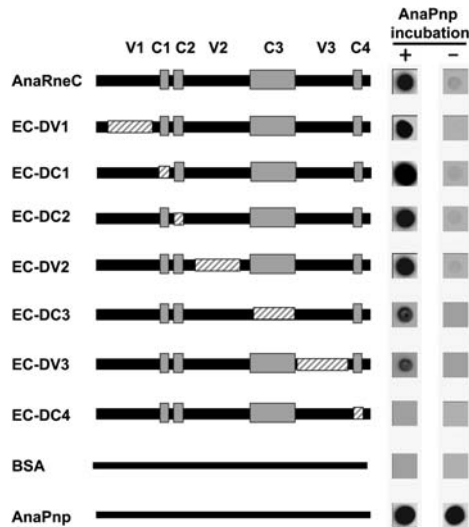 AnaPnp
incubation
V1 C1 C2 V2 C3 V3 C4 + −
AnaRneC
EC-DV1
EC-DC1
EC-DC2
EC-DV2
EC-DC3
EC-DV3
EC-DC4
BSA
AnaPnp